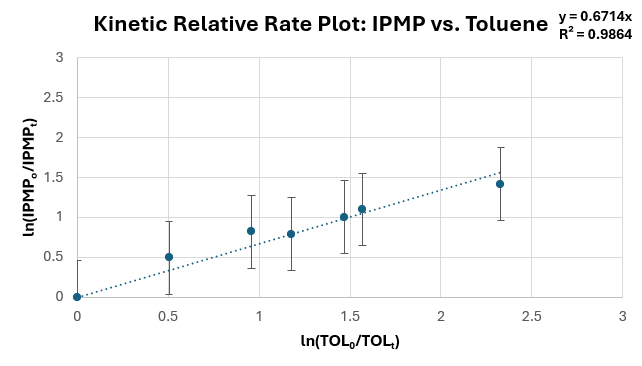 Kinetic Relative Rate Plot: IPMP vs. Toluene
y = 0.6714x
R² = 0.9864
3
2.5
2
1.5
1
0.5
0
ln(IPMP₀/IPMPₜ)
0 0.5 1 1.5 2 2.5 3
ln(TOL₀/TOLₜ)